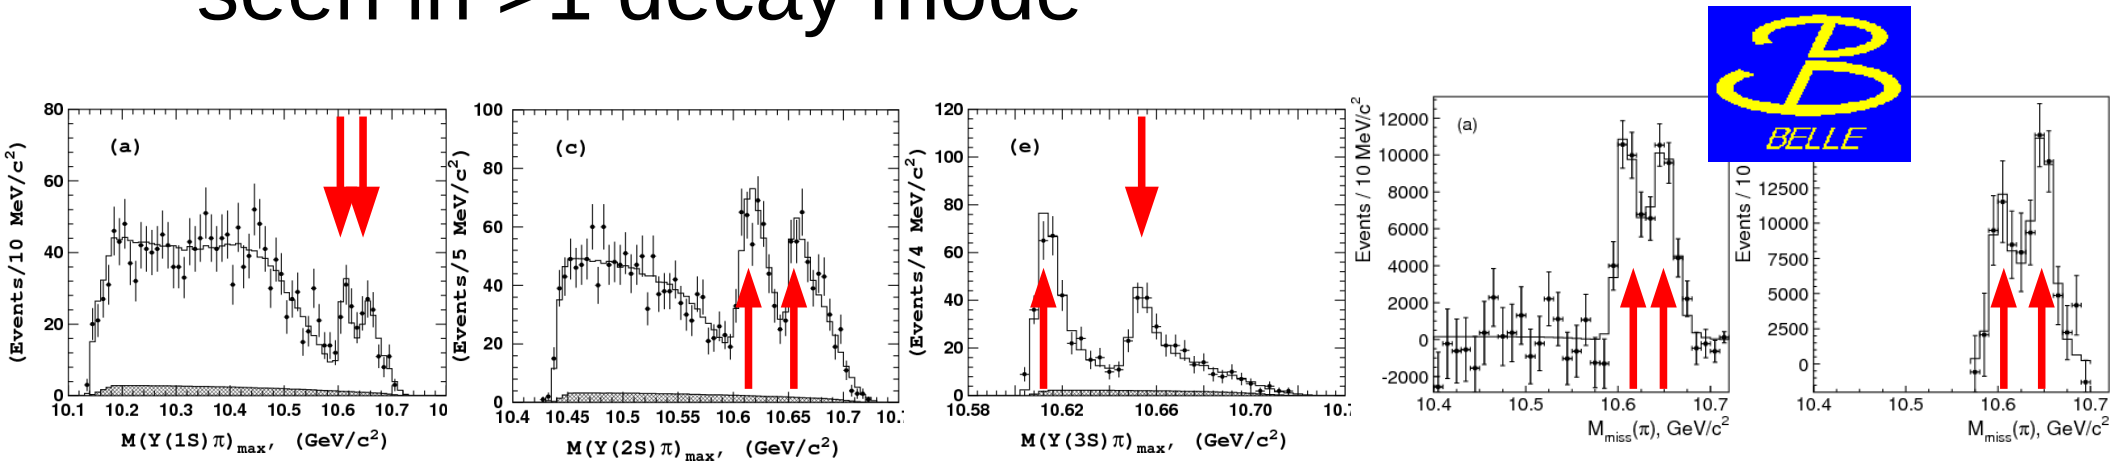 seen in >1 decay mode
BELLE
(a)
(Events/10 MeV/c²)
80
60
40
20
0
10.1 10.2 10.3 10.4 10.5 10.6 10.7 10
M(Y(1S)π)max, (GeV/c²)
(c)
(Events/5 MeV/c²)
100
80
60
40
20
0
10.4 10.45 10.5 10.55 10.6 10.65 10.7
M(Y(2S)π)max, (GeV/c²)
(e)
(Events/4 MeV/c²)
120
100
80
60
40
20
0
10.58 10.62 10.66 10.70
M(Y(3S)π)max, (GeV/c²)
(a)
Events / 10 MeV/c²
12000
10000
8000
6000
4000
2000
0
-2000
10.4 10.5 10.6 10.7
Mmiss(π), GeV/c²
Events / 10
12500
10000
7500
5000
2500
0
10.4 10.5 10.6 10.7
Mmiss(π), GeV/c²